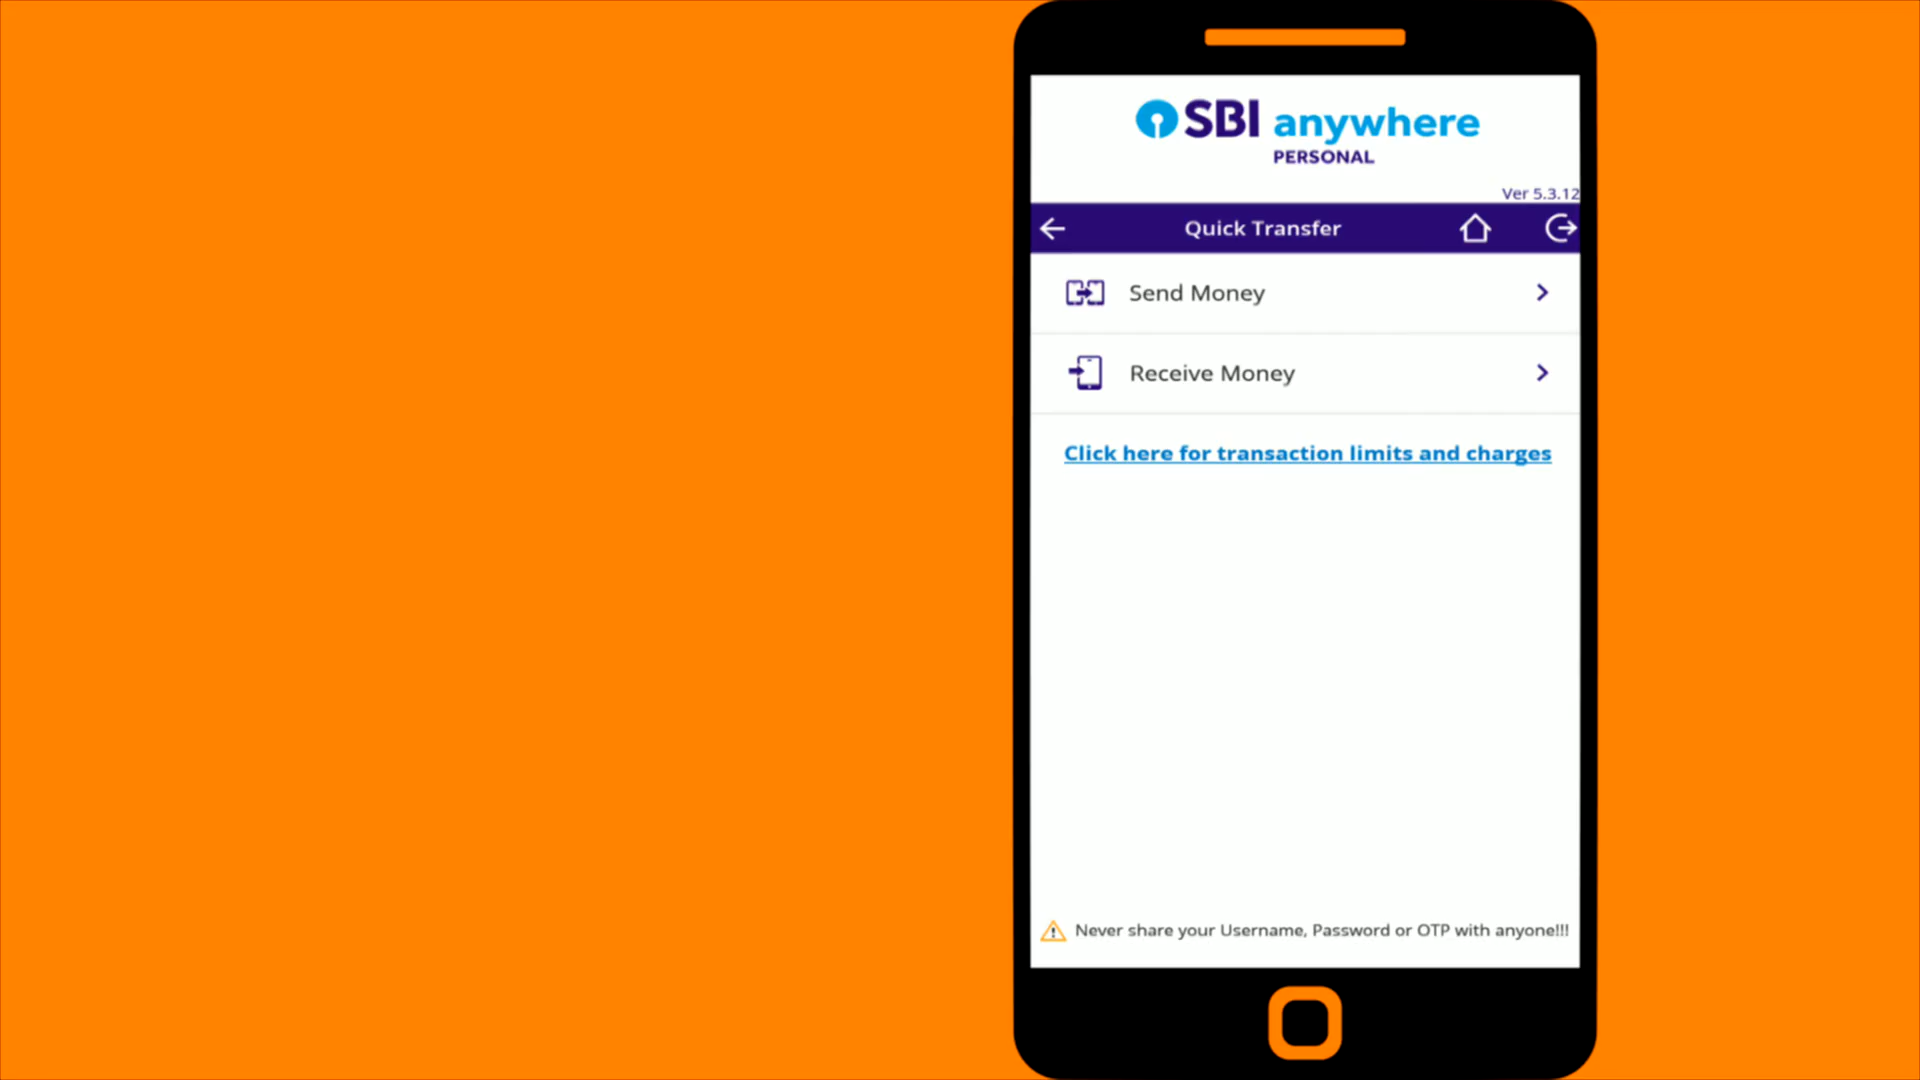 SBI anywhere
PERSONAL
Ver 5.3.12
Quick Transfer
Send Money
Receive Money
Click here for transaction limits and charges
Never share your Username, Password or OTP with anyone!!!